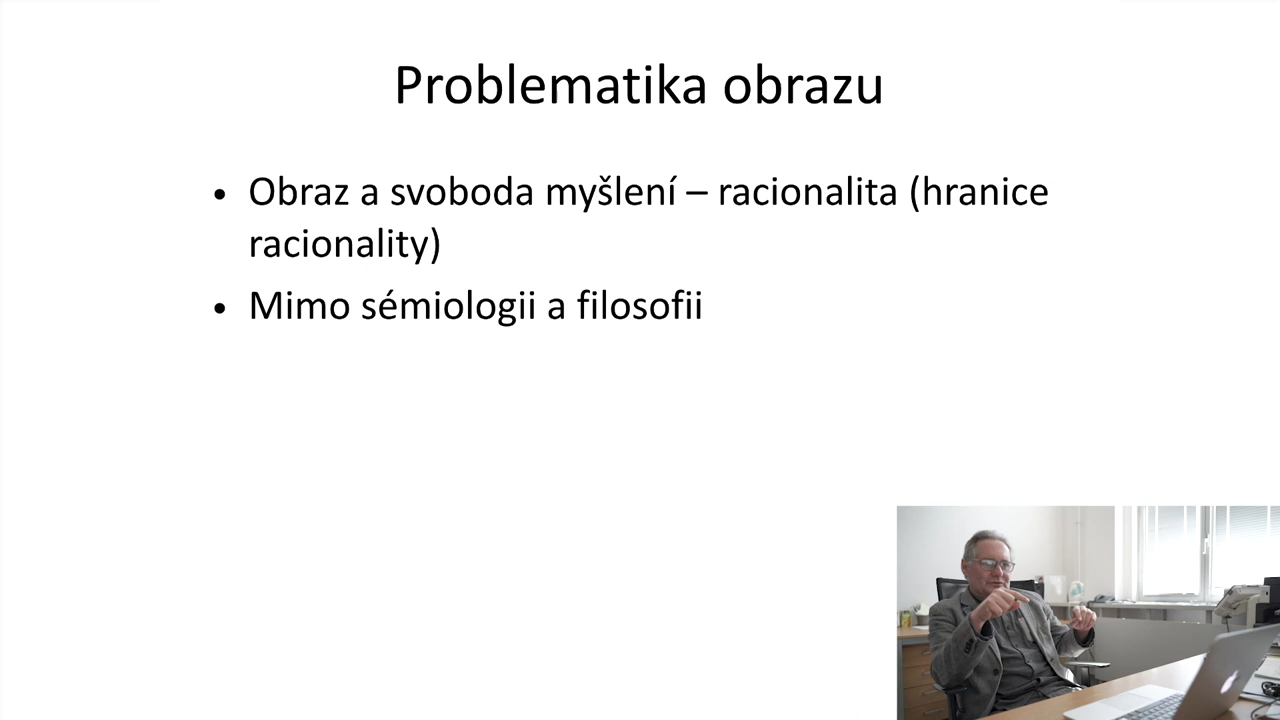 Problematika obrazu
• Obraz a svoboda myšlení – racionalita (hranice
racionality)
• Mimo sémiologii a filosofii